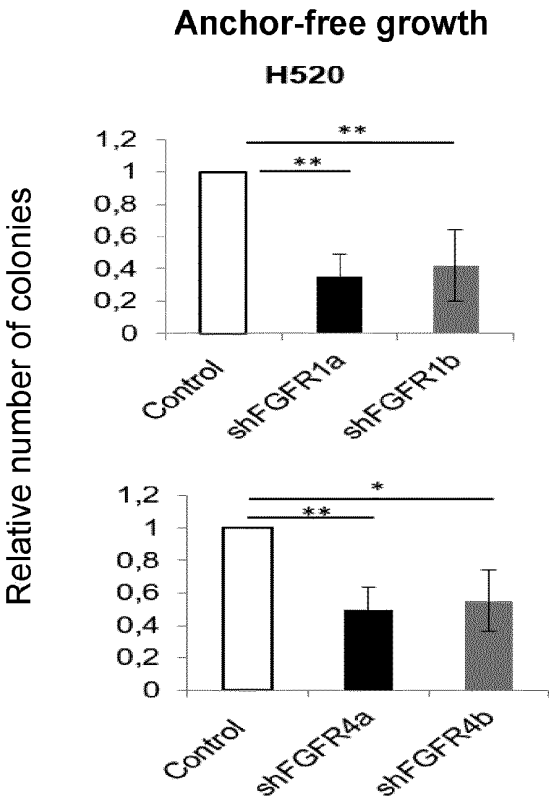 Anchor-free growth
H520
Relative number of colonies
1,2
1
0,8
0,6
0,4
0,2
0
**
**
Control
shFGFR1a
shFGFR1b
1,2
1
0,8
0,6
0,4
0,2
0
*
**
Control
shFGFR4a
shFGFR4b